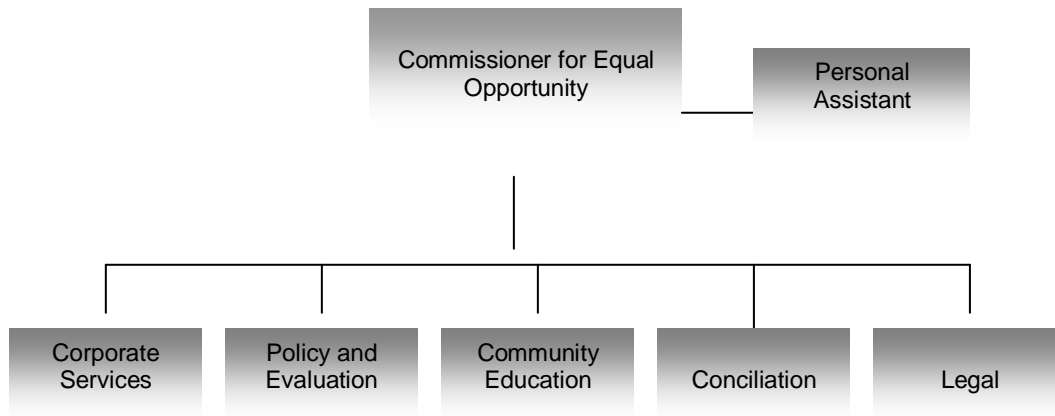 Commissioner for Equal
Opportunity
Personal
Assistant
Corporate
Services
Policy and
Evaluation
Community
Education
Conciliation
Legal